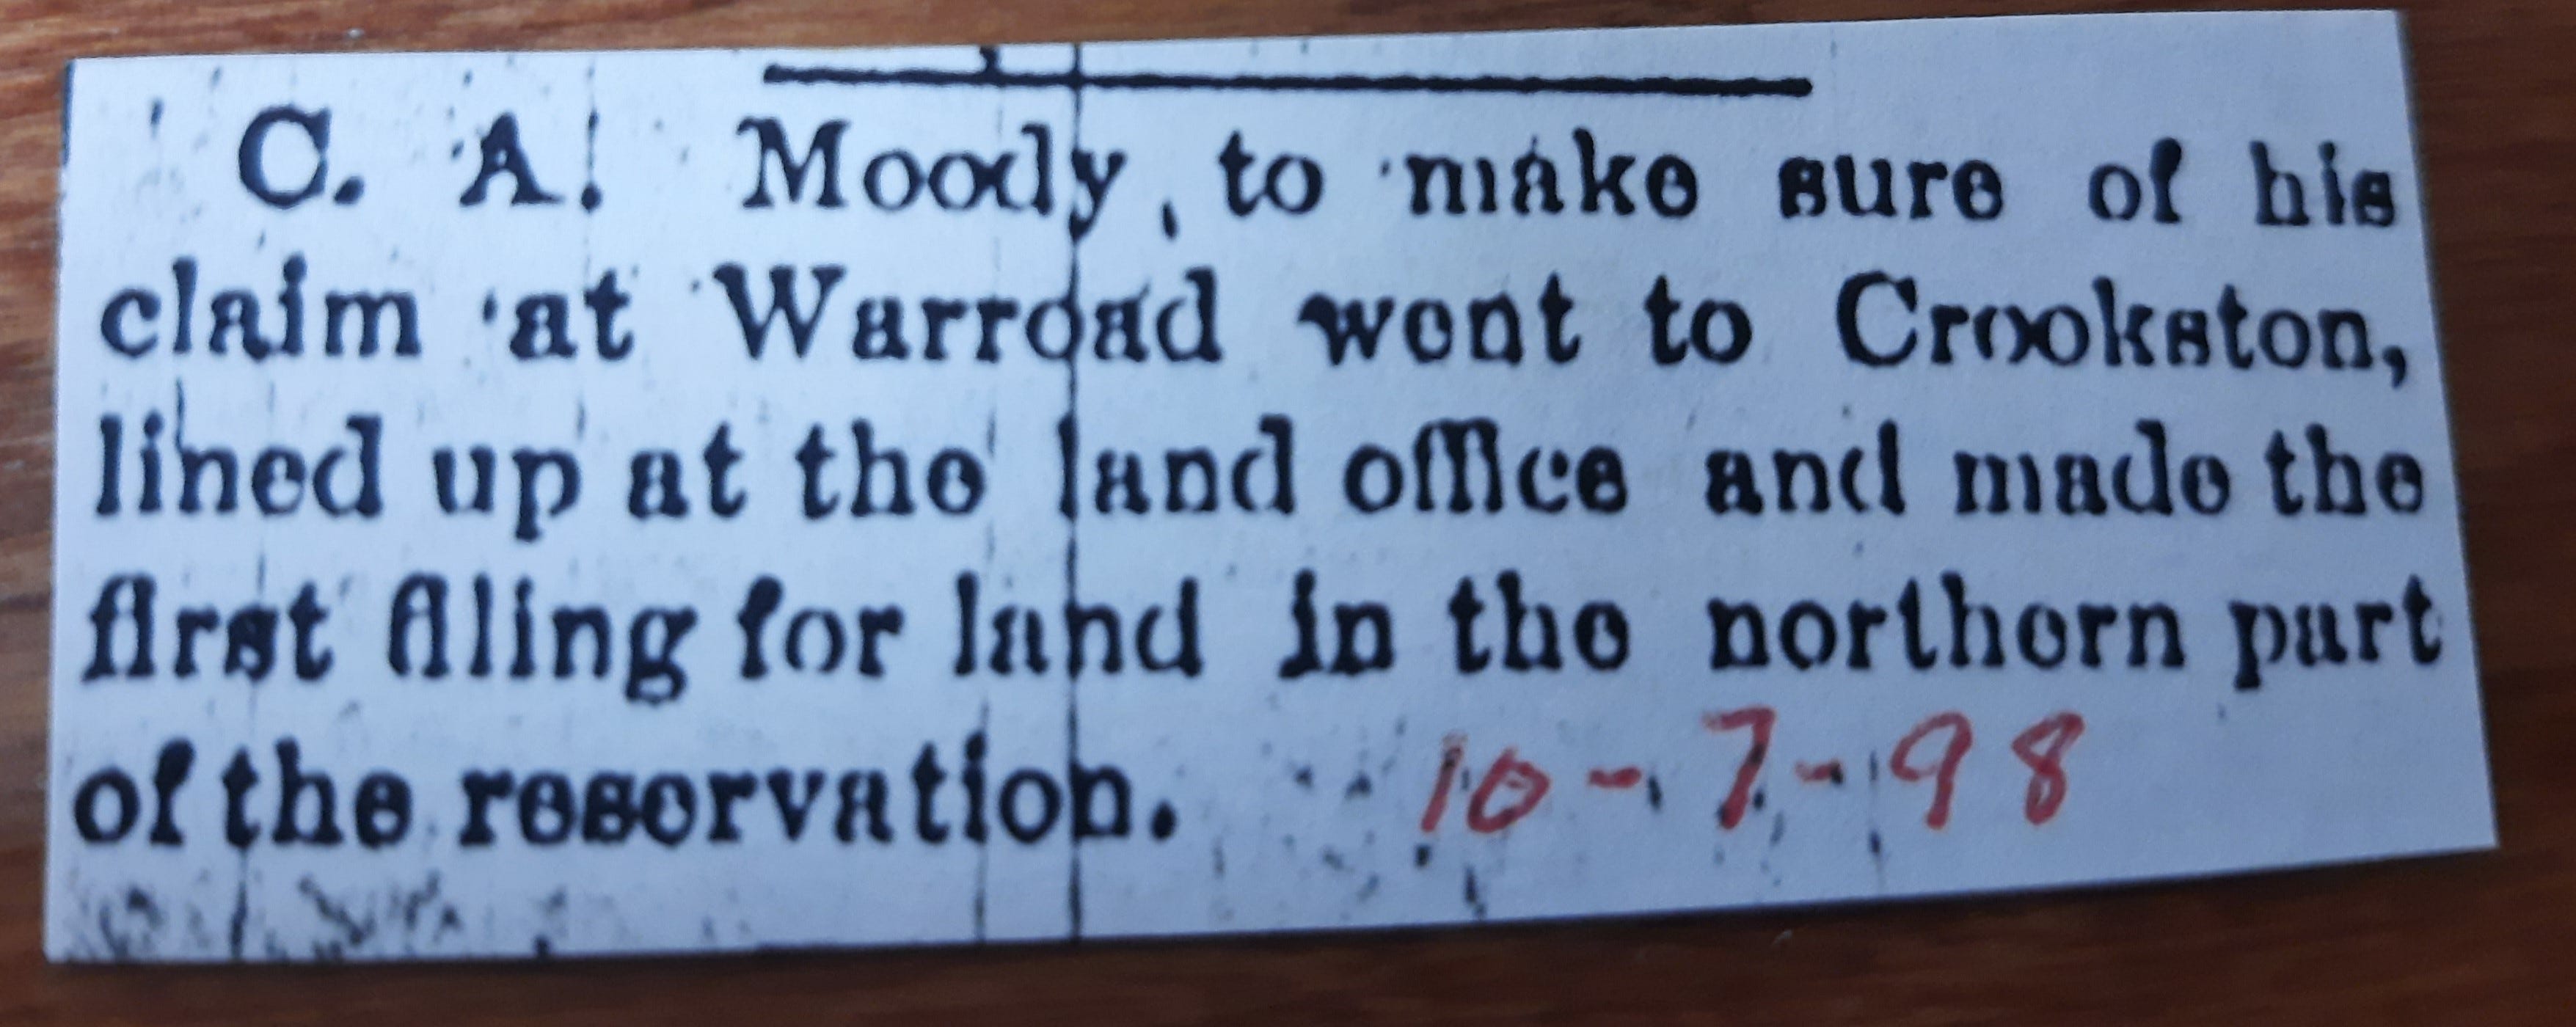 C. A. Moody, to make sure of his
claim at Warroad went to Crookston,
lined up at the land office and made the
first filing for land in the northern part
of the reservation. 10-7-98